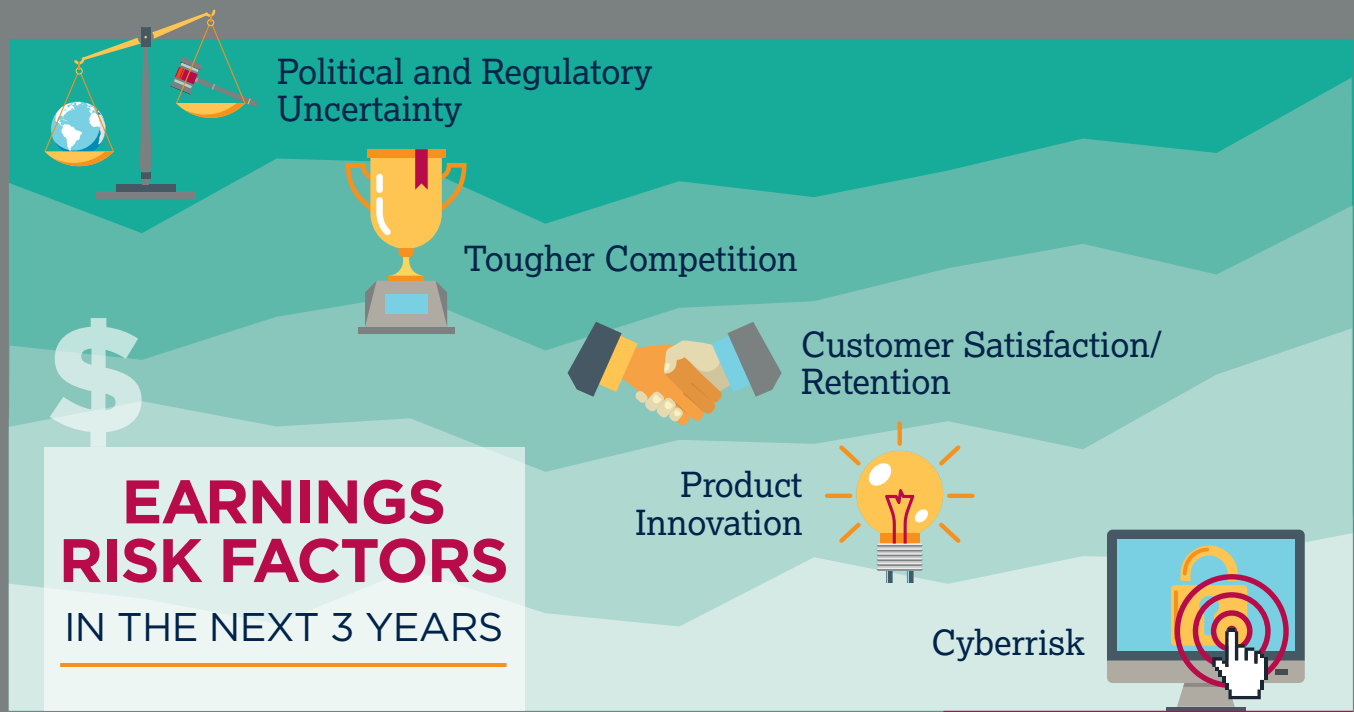 Political and Regulatory
Uncertainty
Tougher Competition
Customer Satisfaction/
Retention
Product
Innovation
Cyberrisk
$
EARNINGS
RISK FACTORS
IN THE NEXT 3 YEARS